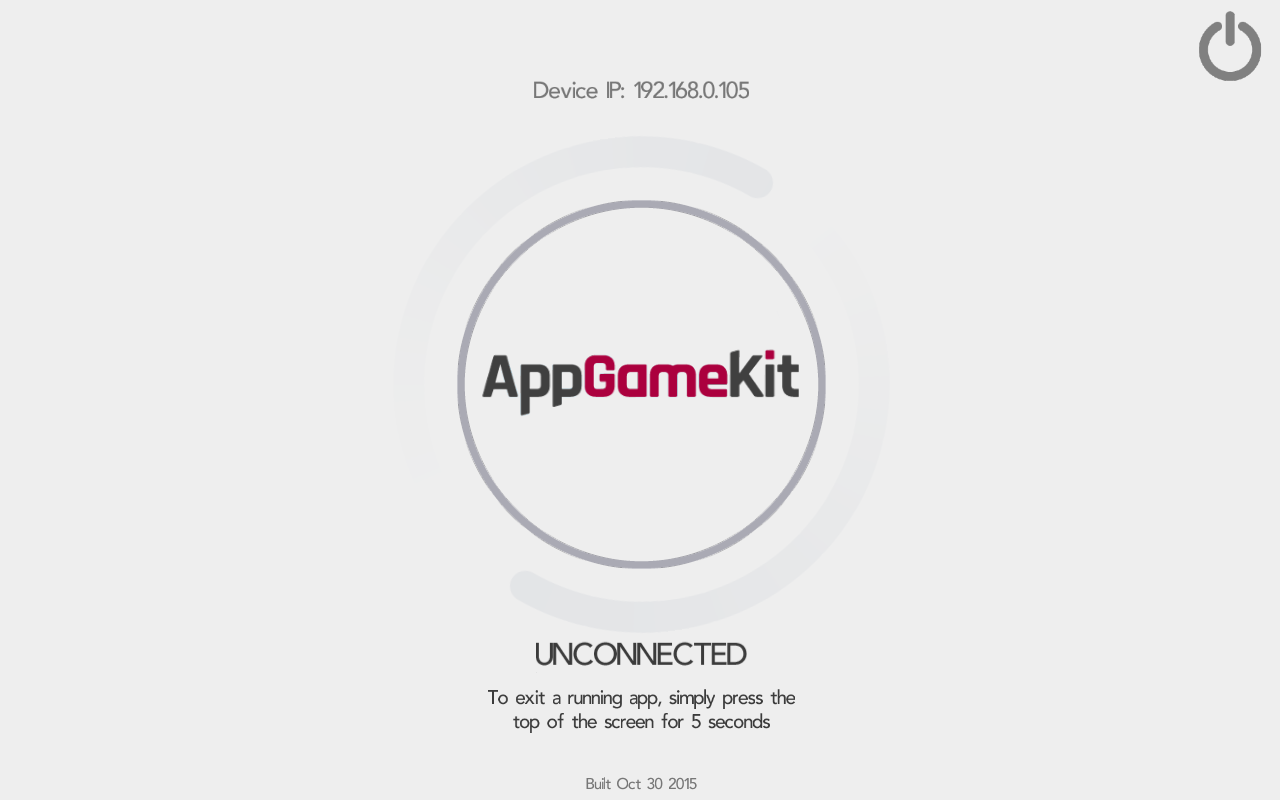 Device IP: 192.168.0.105
AppGameKit
UNCONNECTED
To exit a running app, simply press the
top of the screen for 5 seconds
Built Oct 30 2015